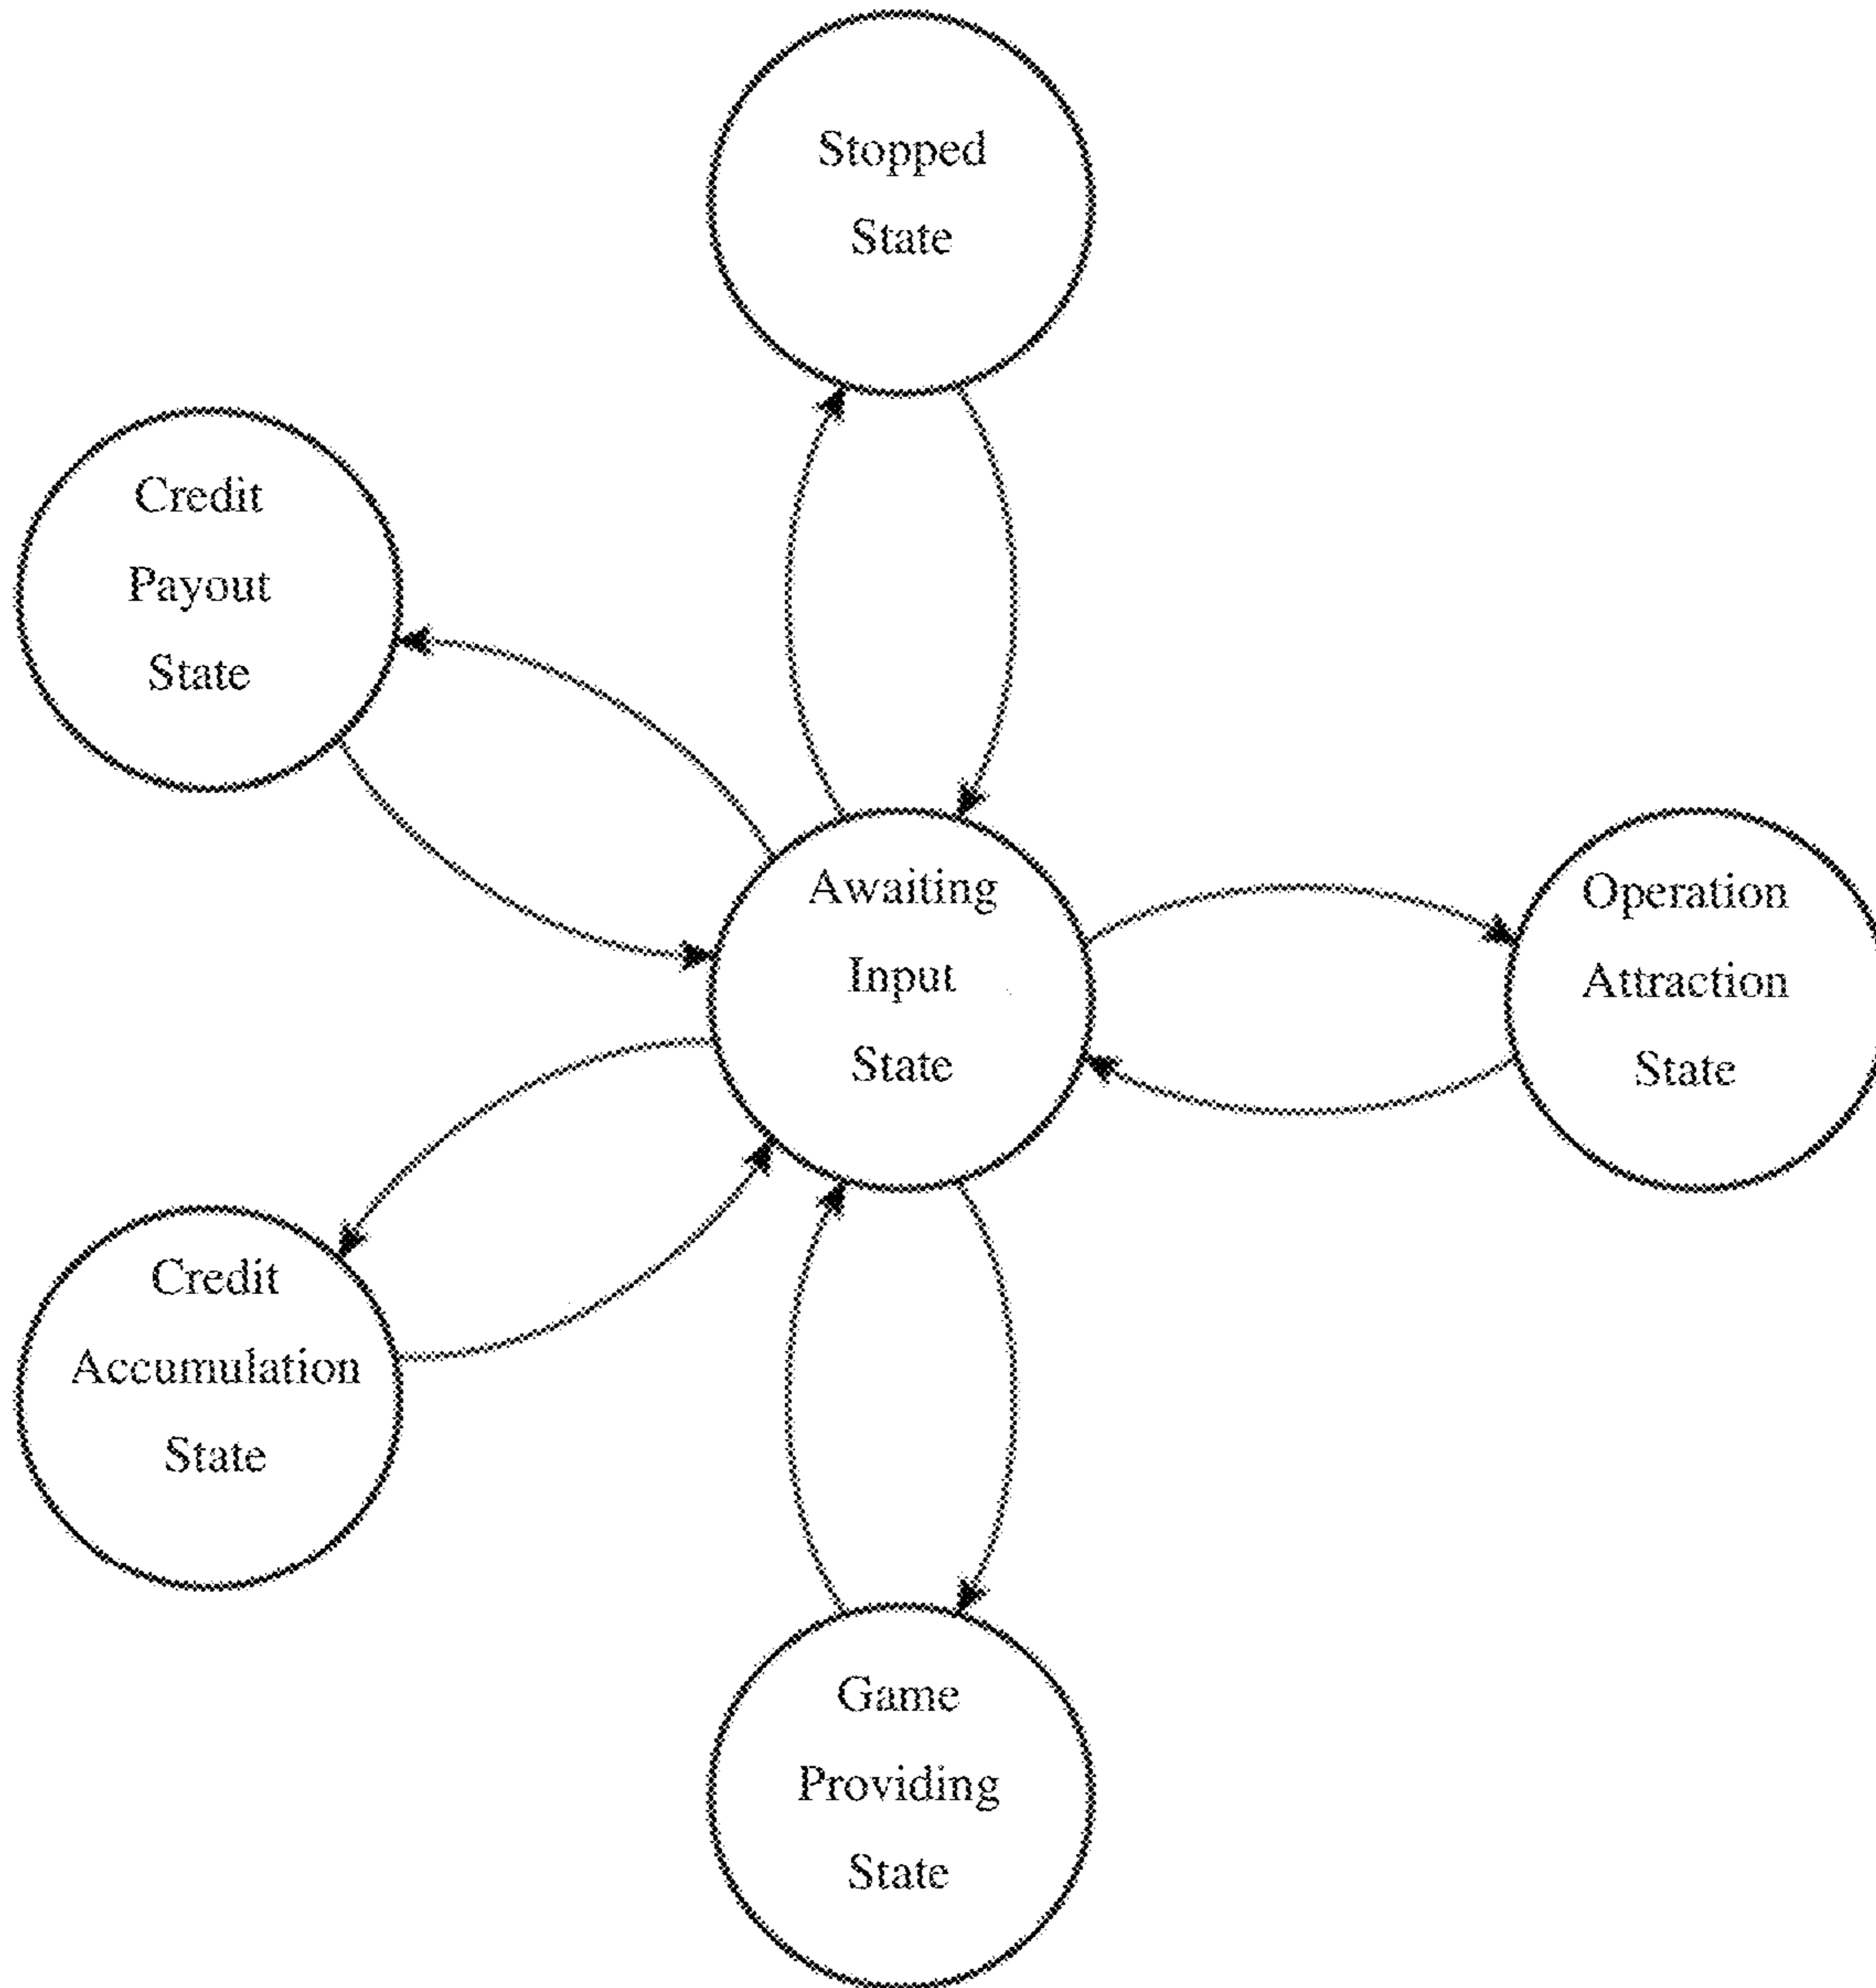 Stopped
State
Credit
Payout
State
Awaiting
Input
State
Operation
Attraction
State
Credit
Accumulation
State
Game
Providing
State